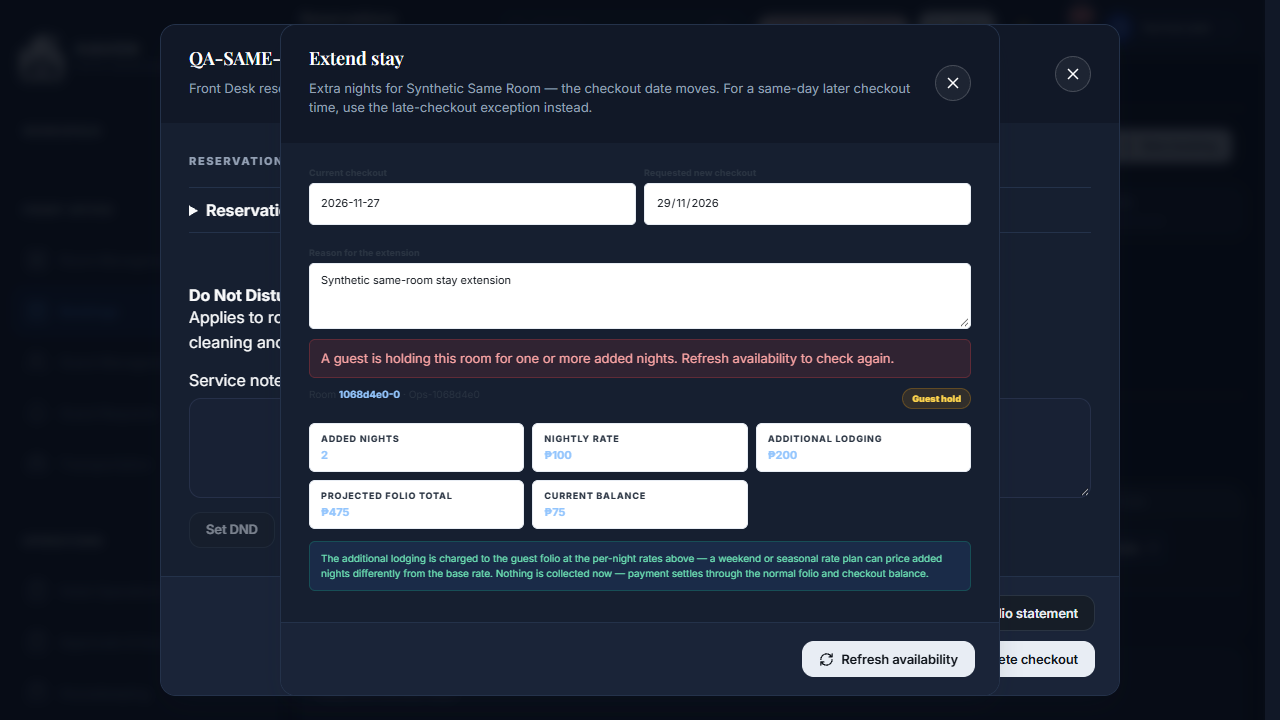 QA-SAME-
Front Desk rese
Extend stay
Extra nights for Synthetic Same Room — the checkout date moves. For a same-day later checkout
time, use the late-checkout exception instead.
RESERVATION
Reservati
Do Not Distu
Applies to ro
cleaning and
Service note
Set DND
Current checkout
Requested new checkout
2026-11-27
29/11/2026
Reason for the extension
Synthetic same-room stay extension
A guest is holding this room for one or more added nights. Refresh availability to check again.
Room 1068d4e0-0 Ops-1068d4e0
Guest hold
ADDED NIGHTS
2
NIGHTLY RATE
₱100
ADDITIONAL LODGING
₱200
PROJECTED FOLIO TOTAL
₱475
CURRENT BALANCE
₱75
The additional lodging is charged to the guest folio at the per-night rates above — a weekend or seasonal rate plan can price added
nights differently from the base rate. Nothing is collected now — payment settles through the normal folio and checkout balance.
Refresh availability
lio statement
ete checkout